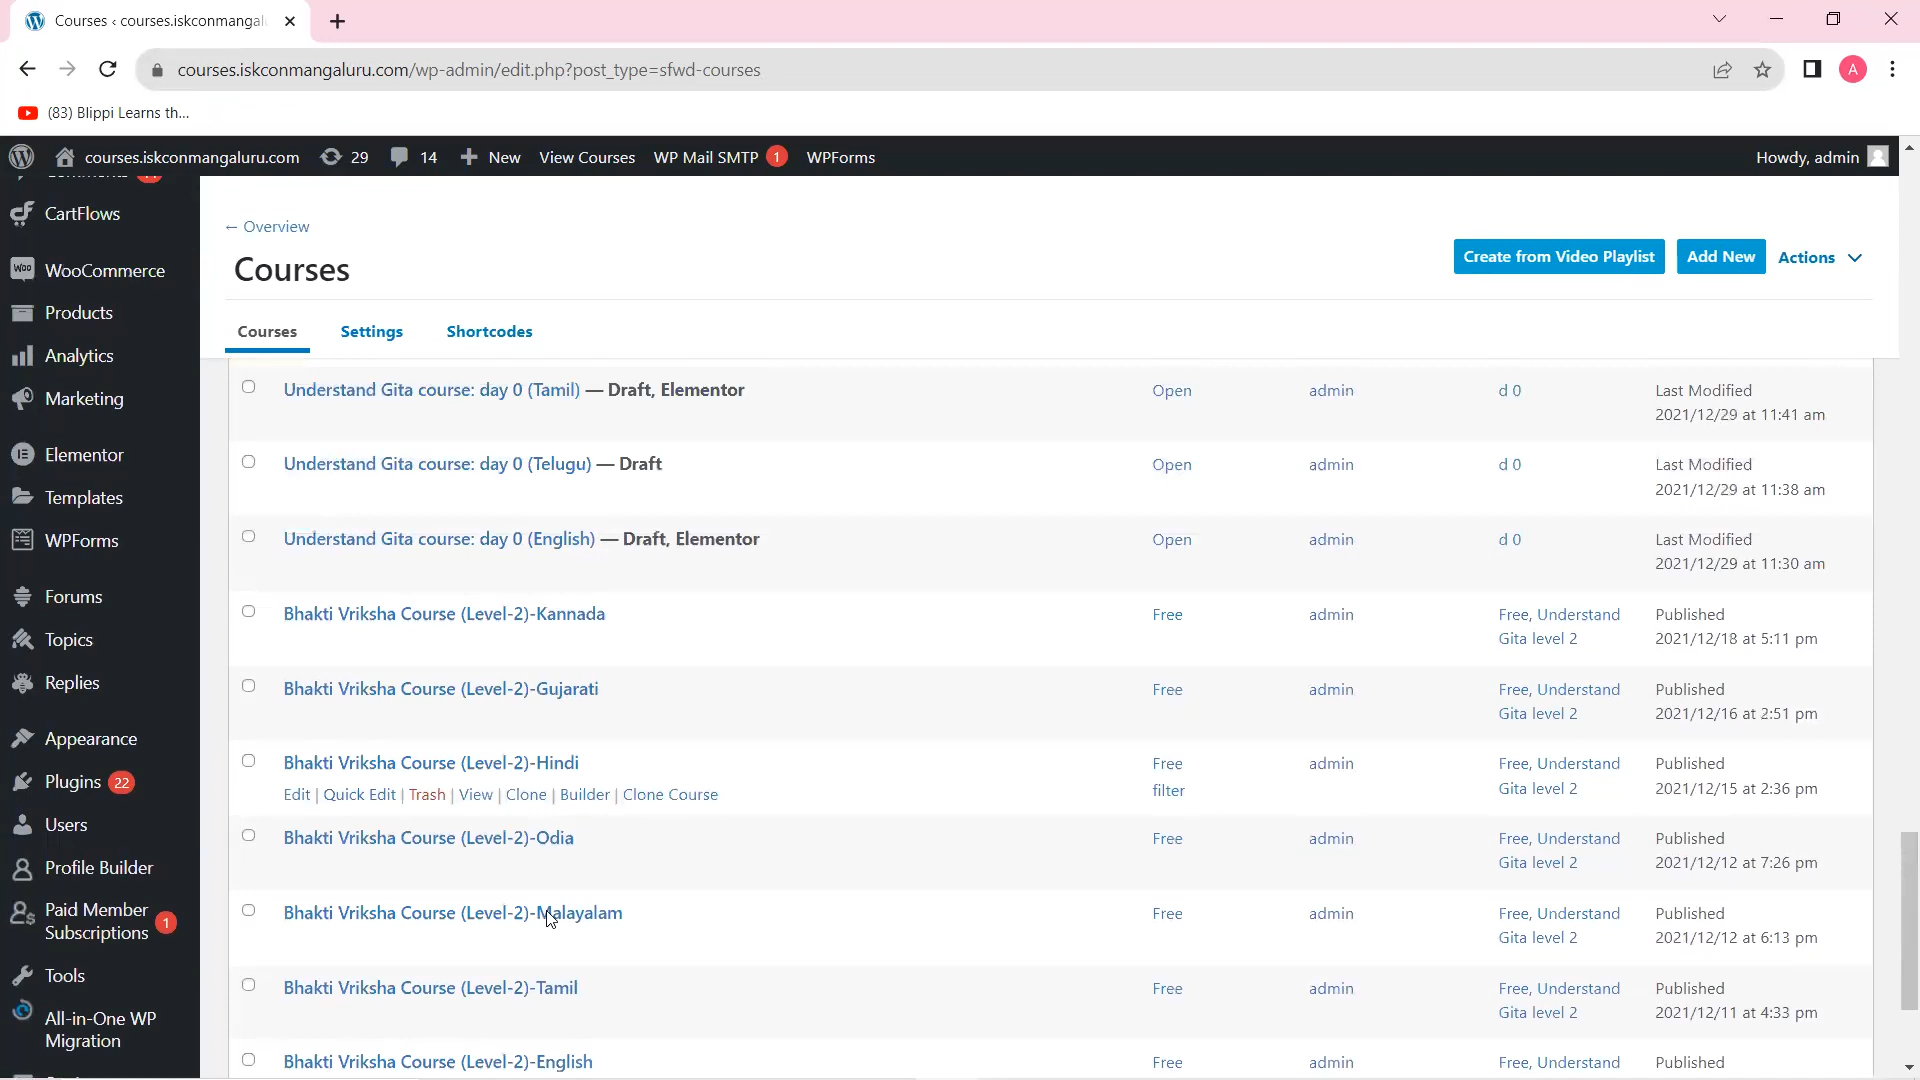 Courses ‹ courses.iskconmangal
courses.iskconmangaluru.com/wp-admin/edit.php?post_type=sfwd-courses
A
(83) Blippi Learns th...
courses.iskconmangaluru.com 29 14 New View Courses WP Mail SMTP 1 WPForms Howdy, admin
CartFlows
WooCommerce
Products
Analytics
Marketing
Elementor
Templates
WPForms
Forums
Topics
Replies
Appearance
Plugins 22
Users
Profile Builder
Paid Member
Subscriptions 1
Tools
All-in-One WP
Migration
← Overview
Courses
Create from Video Playlist Add New Actions
Courses Settings Shortcodes
Understand Gita course: day 0 (Tamil) — Draft, Elementor Open admin d 0 Last Modified
2021/12/29 at 11:41 am
Understand Gita course: day 0 (Telugu) — Draft Open admin d 0 Last Modified
2021/12/29 at 11:38 am
Understand Gita course: day 0 (English) — Draft, Elementor Open admin d 0 Last Modified
2021/12/29 at 11:30 am
Bhakti Vriksha Course (Level-2)-Kannada Free admin Free, Understand Published
Gita level 2 2021/12/18 at 5:11 pm
Bhakti Vriksha Course (Level-2)-Gujarati Free admin Free, Understand Published
Gita level 2 2021/12/16 at 2:51 pm
Bhakti Vriksha Course (Level-2)-Hindi Free admin Free, Understand Published
Edit | Quick Edit | Trash | View | Clone | Builder | Clone Course filter Gita level 2 2021/12/15 at 2:36 pm
Bhakti Vriksha Course (Level-2)-Odia Free admin Free, Understand Published
Gita level 2 2021/12/12 at 7:26 pm
Bhakti Vriksha Course (Level-2)-Malayalam Free admin Free, Understand Published
Gita level 2 2021/12/12 at 6:13 pm
Bhakti Vriksha Course (Level-2)-Tamil Free admin Free, Understand Published
Gita level 2 2021/12/11 at 4:33 pm
Bhakti Vriksha Course (Level-2)-English Free admin Free, Understand Published